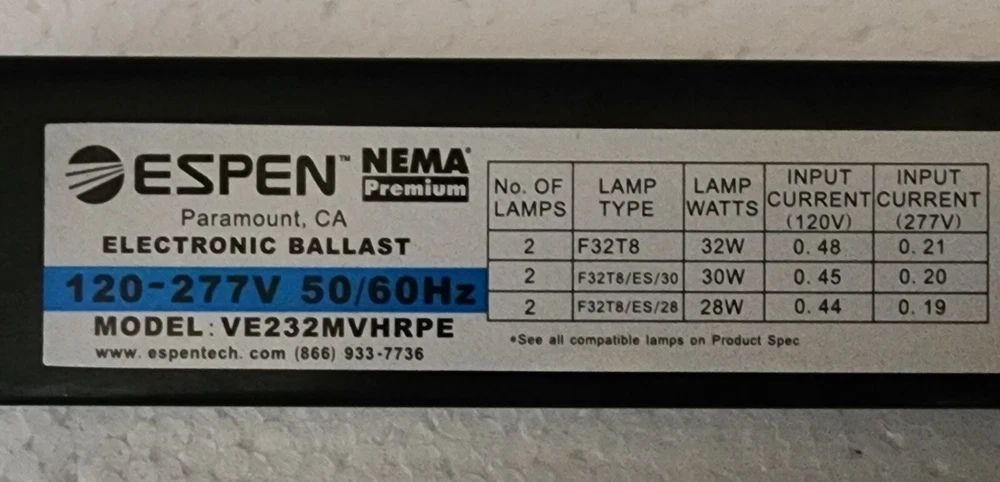 ESPEN™ NEMA®
Premium
Paramount, CA
ELECTRONIC BALLAST
120-277V 50/60Hz
MODEL: VE232MVHRPE
www.espentech.com (866) 933-7736
No. OF LAMPS LAMP TYPE LAMP WATTS INPUT CURRENT (120V) INPUT CURRENT (277V)
2 F32T8 32W 0.48 0.21
2 F32T8/ES/30 30W 0.45 0.20
2 F32T8/ES/28 28W 0.44 0.19
*See all compatible lamps on Product Spec